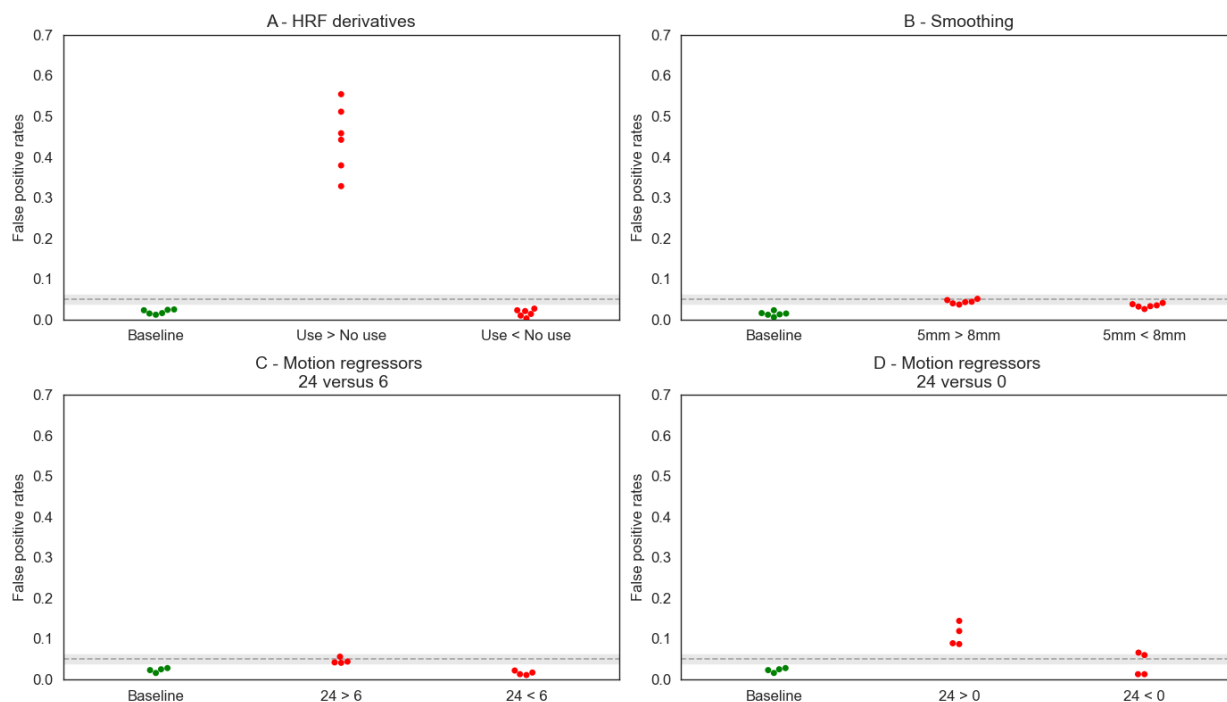 A - HRF derivatives
0.7
0.6
0.5
0.4
0.3
0.2
0.1
0.0
False positive rates
Baseline
Use > No use
Use < No use
B - Smoothing
0.7
0.6
0.5
0.4
0.3
0.2
0.1
0.0
False positive rates
Baseline
5mm > 8mm
5mm < 8mm
C - Motion regressors
24 versus 6
0.7
0.6
0.5
0.4
0.3
0.2
0.1
0.0
False positive rates
Baseline
24 > 6
24 < 6
D - Motion regressors
24 versus 0
0.7
0.6
0.5
0.4
0.3
0.2
0.1
0.0
False positive rates
Baseline
24 > 0
24 < 0